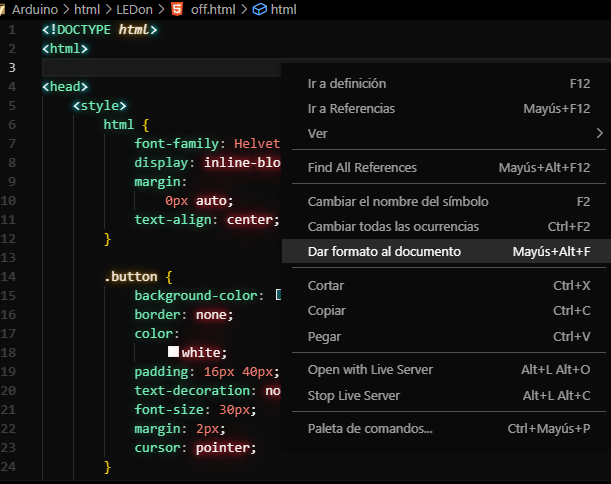 Arduino > html > LEDon > off.html > html
1 <!DOCTYPE html>
2 <html>
3
4 <head>
5 <style>
6 html {
7 font-family: Helvet
8 display: inline-blo
9 margin:
10 0px auto;
11 text-align: center;
12 }
13
14 .button {
15 background-color:
16 border: none;
17 color:
18 white;
19 padding: 16px 40px;
20 text-decoration: no
21 font-size: 30px;
22 margin: 2px;
23 cursor: pointer;
24 }
Ir a definición F12
Ir a Referencias Mayús+F12
Ver
Find All References Mayús+Alt+F12
Cambiar el nombre del símbolo F2
Cambiar todas las ocurrencias Ctrl+F2
Dar formato al documento Mayús+Alt+F
Cortar Ctrl+X
Copiar Ctrl+C
Pegar Ctrl+V
Open with Live Server Alt+L Alt+O
Stop Live Server Alt+L Alt+C
Paleta de comandos... Ctrl+Mayús+P